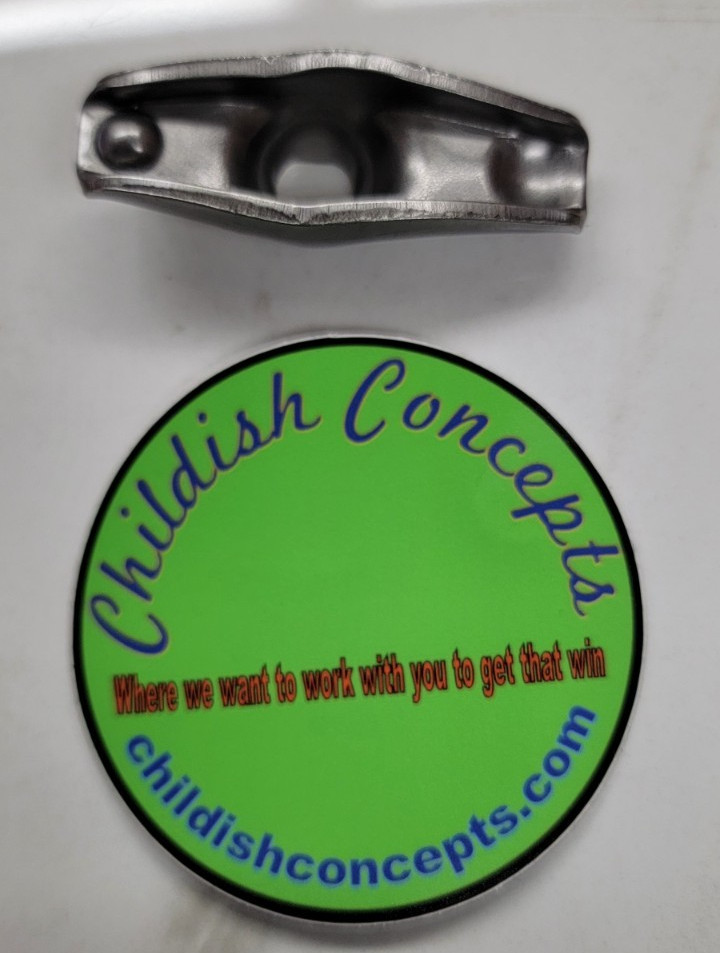 Childish Concepts
Where we want to work with you to get that win
childishconcepts.com